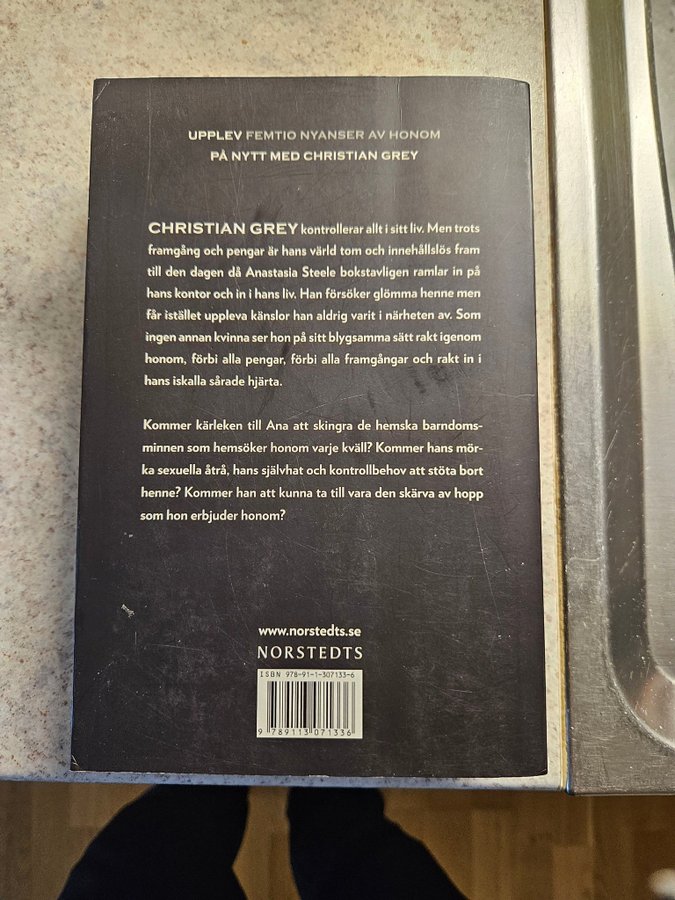 UPPLEV FEMTIO NYANSER AV HONOM
PÅ NYTT MED CHRISTIAN GREY
CHRISTIAN GREY kontrollerar allt i sitt liv. Men trots
framgång och pengar är hans värld tom och innehållslös fram
till den dagen då Anastasia Steele bokstavligen ramlar in på
hans kontor och in i hans liv. Han försöker glömma henne men
får istället uppleva känslor han aldrig varit i närheten av. Som
ingen annan kvinna ser hon på sitt blygsamma sätt rakt igenom
honom, förbi alla pengar, förbi alla framgångar och rakt in i
hans iskalla sårade hjärta.
Kommer kärleken till Ana att skingra de hemska barndoms-
minnen som hemsöker honom varje kväll? Kommer hans mör-
ka sexuella åtrå, hans självhat och kontrollbehov att stöta bort
henne? Kommer han att kunna ta till vara den skärva av hopp
som hon erbjuder honom?
www.norstedts.se
NORSTEDTS
ISBN 978-91-1-307133-6
9 789113 071336